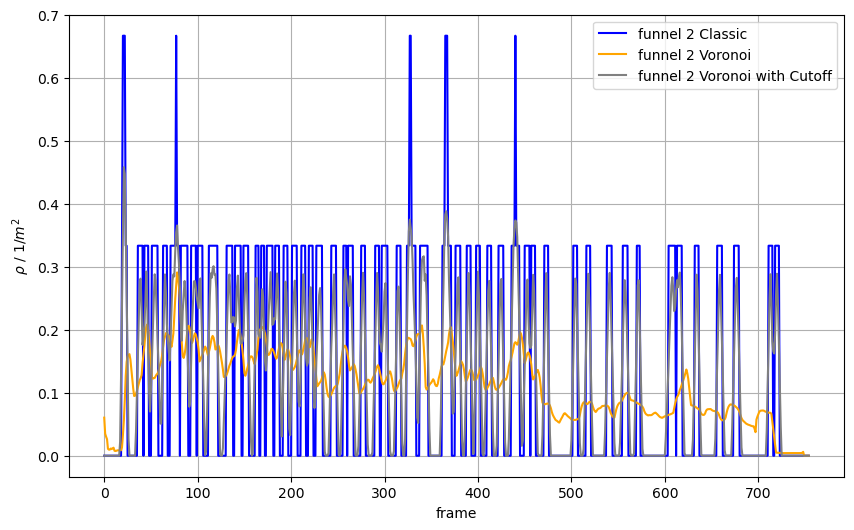 0.7
0.6
0.5
0.4
0.3
0.2
0.1
0.0
ρ / 1/m²
0 100 200 300 400 500 600 700
frame
funnel 2 Classic
funnel 2 Voronoi
funnel 2 Voronoi with Cutoff